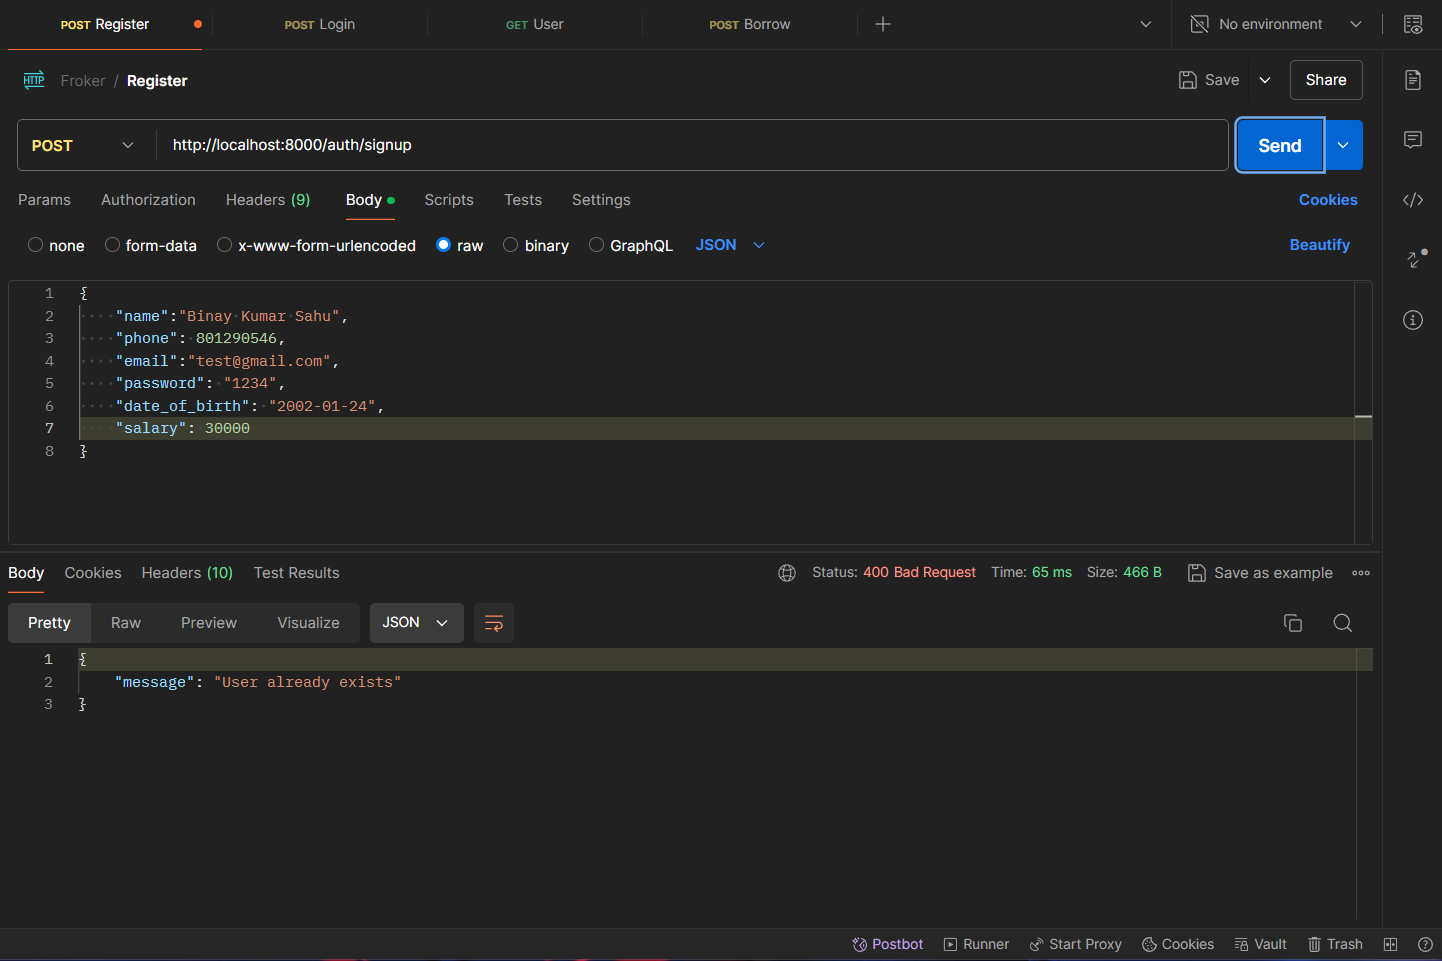 POST Register POST Login GET User POST Borrow No environment
HTTP Froker / Register Save Share
POST http://localhost:8000/auth/signup Send
Params Authorization Headers (9) Body Scripts Tests Settings Cookies
none form-data x-www-form-urlencoded raw binary GraphQL JSON Beautify
1 {
2 "name":"Binay Kumar Sahu",
3 "phone": 801290546,
4 "email":"test@gmail.com",
5 "password": "1234",
6 "date_of_birth": "2002-01-24",
7 "salary": 30000
8 }
Body Cookies Headers (10) Test Results Status: 400 Bad Request Time: 65 ms Size: 466 B Save as example
Pretty Raw Preview Visualize JSON
1 {
2 "message": "User already exists"
3 }
Postbot Runner Start Proxy Cookies Vault Trash